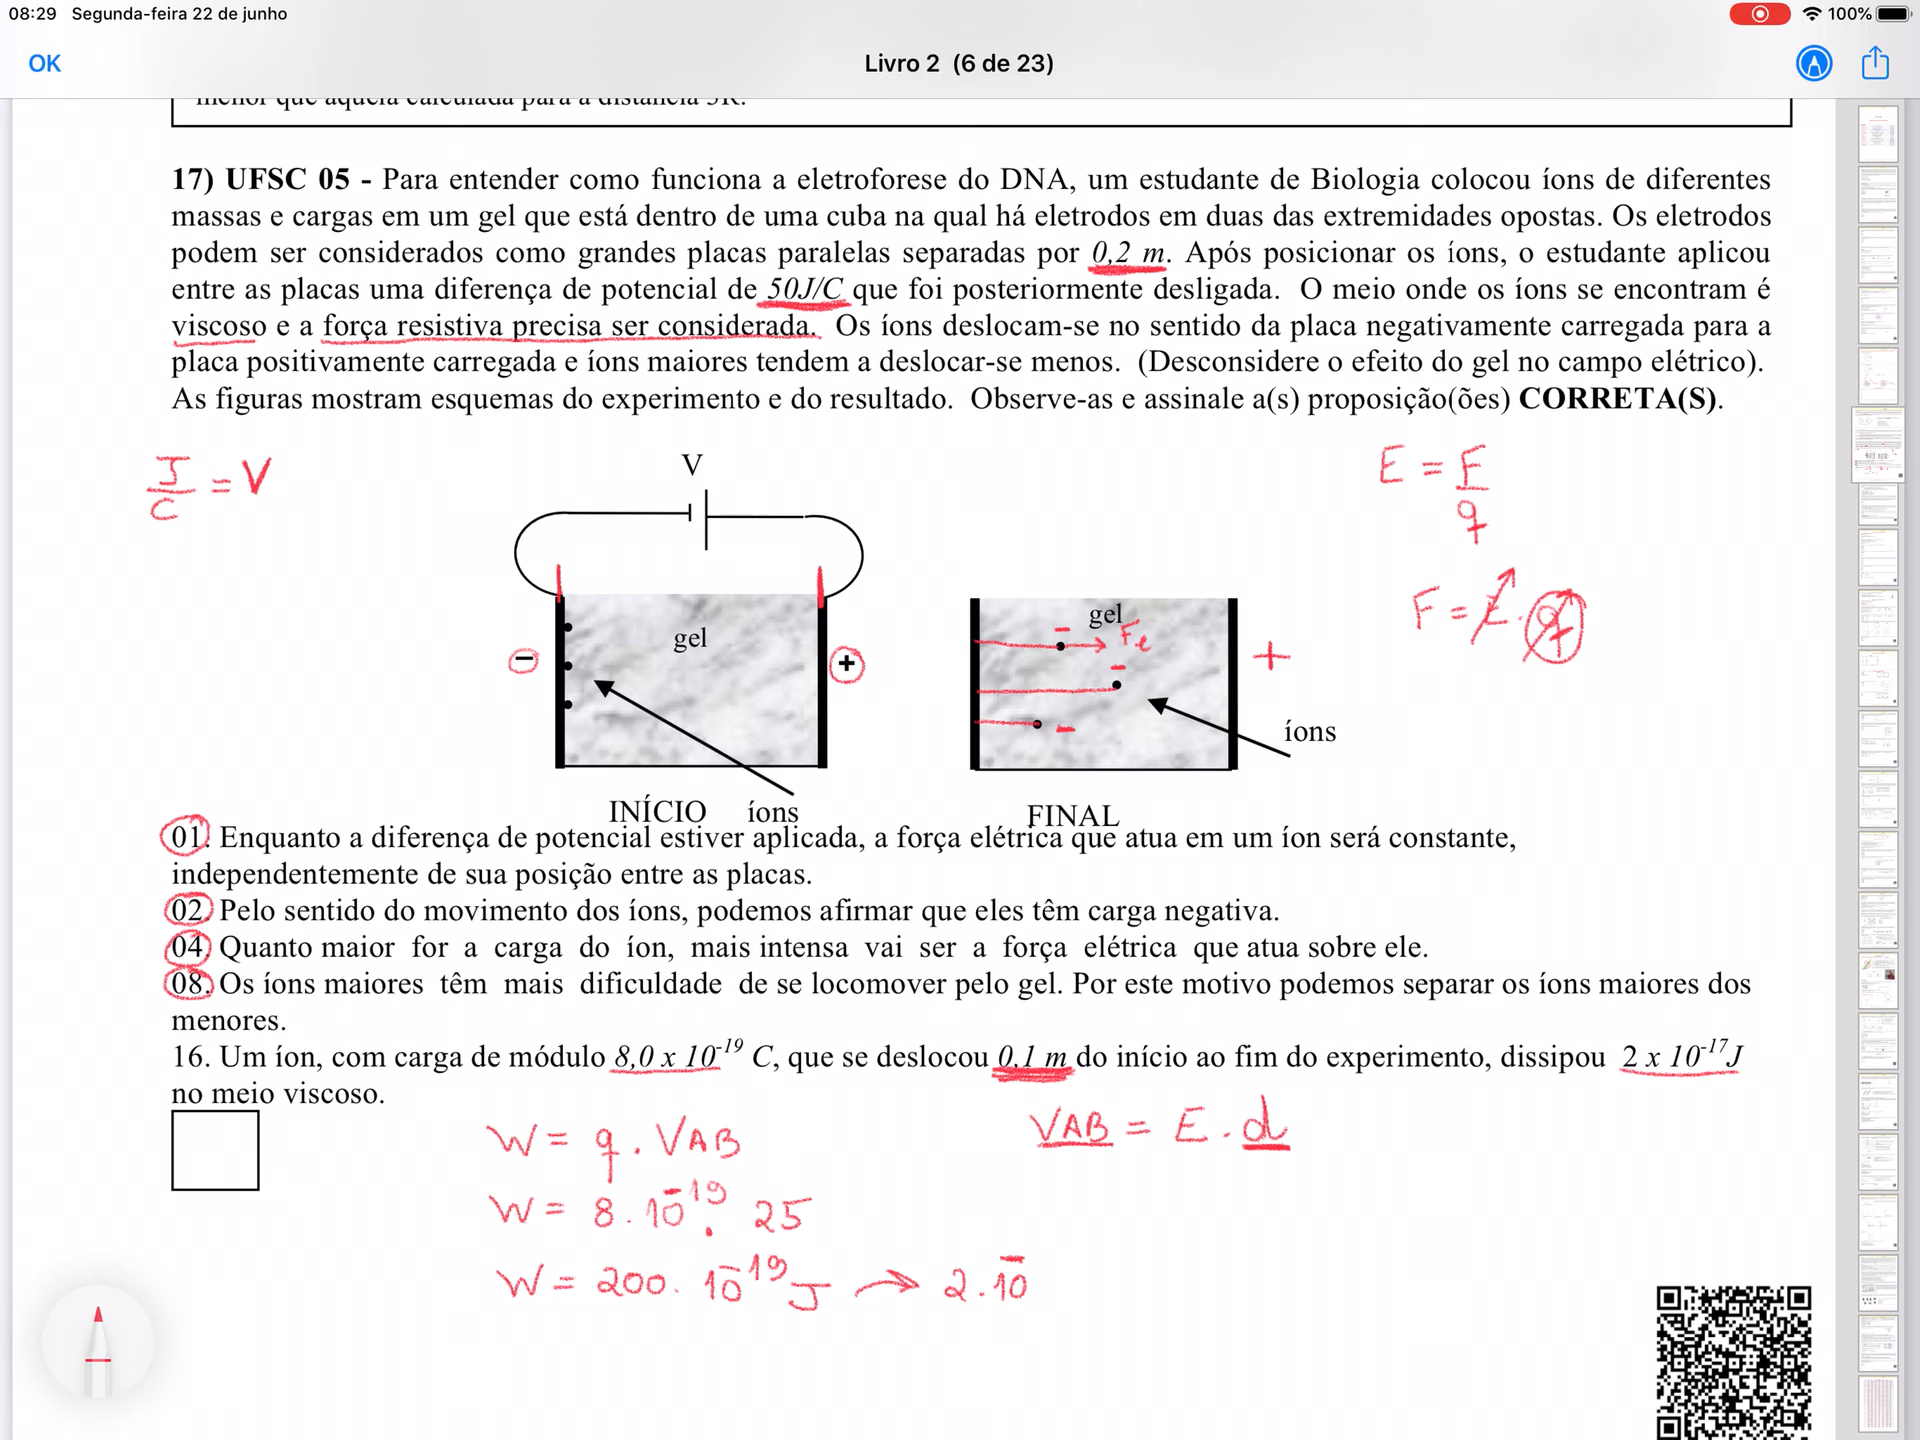 08:29 Segunda-feira 22 de junho
100%
OK
Livro 2 (6 de 23)
menor que aquela calculada para a distância 3R.
17) UFSC 05 - Para entender como funciona a eletroforese do DNA, um estudante de Biologia colocou íons de diferentes
massas e cargas em um gel que está dentro de uma cuba na qual há eletrodos em duas das extremidades opostas. Os eletrodos
podem ser considerados como grandes placas paralelas separadas por 0,2 m. Após posicionar os íons, o estudante aplicou
entre as placas uma diferença de potencial de 50J/C que foi posteriormente desligada. O meio onde os íons se encontram é
viscoso e a força resistiva precisa ser considerada. Os íons deslocam-se no sentido da placa negativamente carregada para a
placa positivamente carregada e íons maiores tendem a deslocar-se menos. (Desconsidere o efeito do gel no campo elétrico).
As figuras mostram esquemas do experimento e do resultado. Observe-as e assinale a(s) proposição(ões) CORRETA(S).
J/C = V
V
E = F/q
F = E . q
gel
- +
gel
- Fe
-
-
+
íons
INÍCIO íons
FINAL
01. Enquanto a diferença de potencial estiver aplicada, a força elétrica que atua em um íon será constante,
independentemente de sua posição entre as placas.
02. Pelo sentido do movimento dos íons, podemos afirmar que eles têm carga negativa.
04. Quanto maior for a carga do íon, mais intensa vai ser a força elétrica que atua sobre ele.
08. Os íons maiores têm mais dificuldade de se locomover pelo gel. Por este motivo podemos separar os íons maiores dos
menores.
16. Um íon, com carga de módulo 8,0 x 10⁻¹⁹ C, que se deslocou 0,1 m do início ao fim do experimento, dissipou 2 x 10⁻¹⁷J
no meio viscoso.
W = q . VAB
VAB = E . d
W = 8 . 10⁻¹⁹ . 25
W = 200 . 10⁻¹⁹ J → 2 . 10⁻